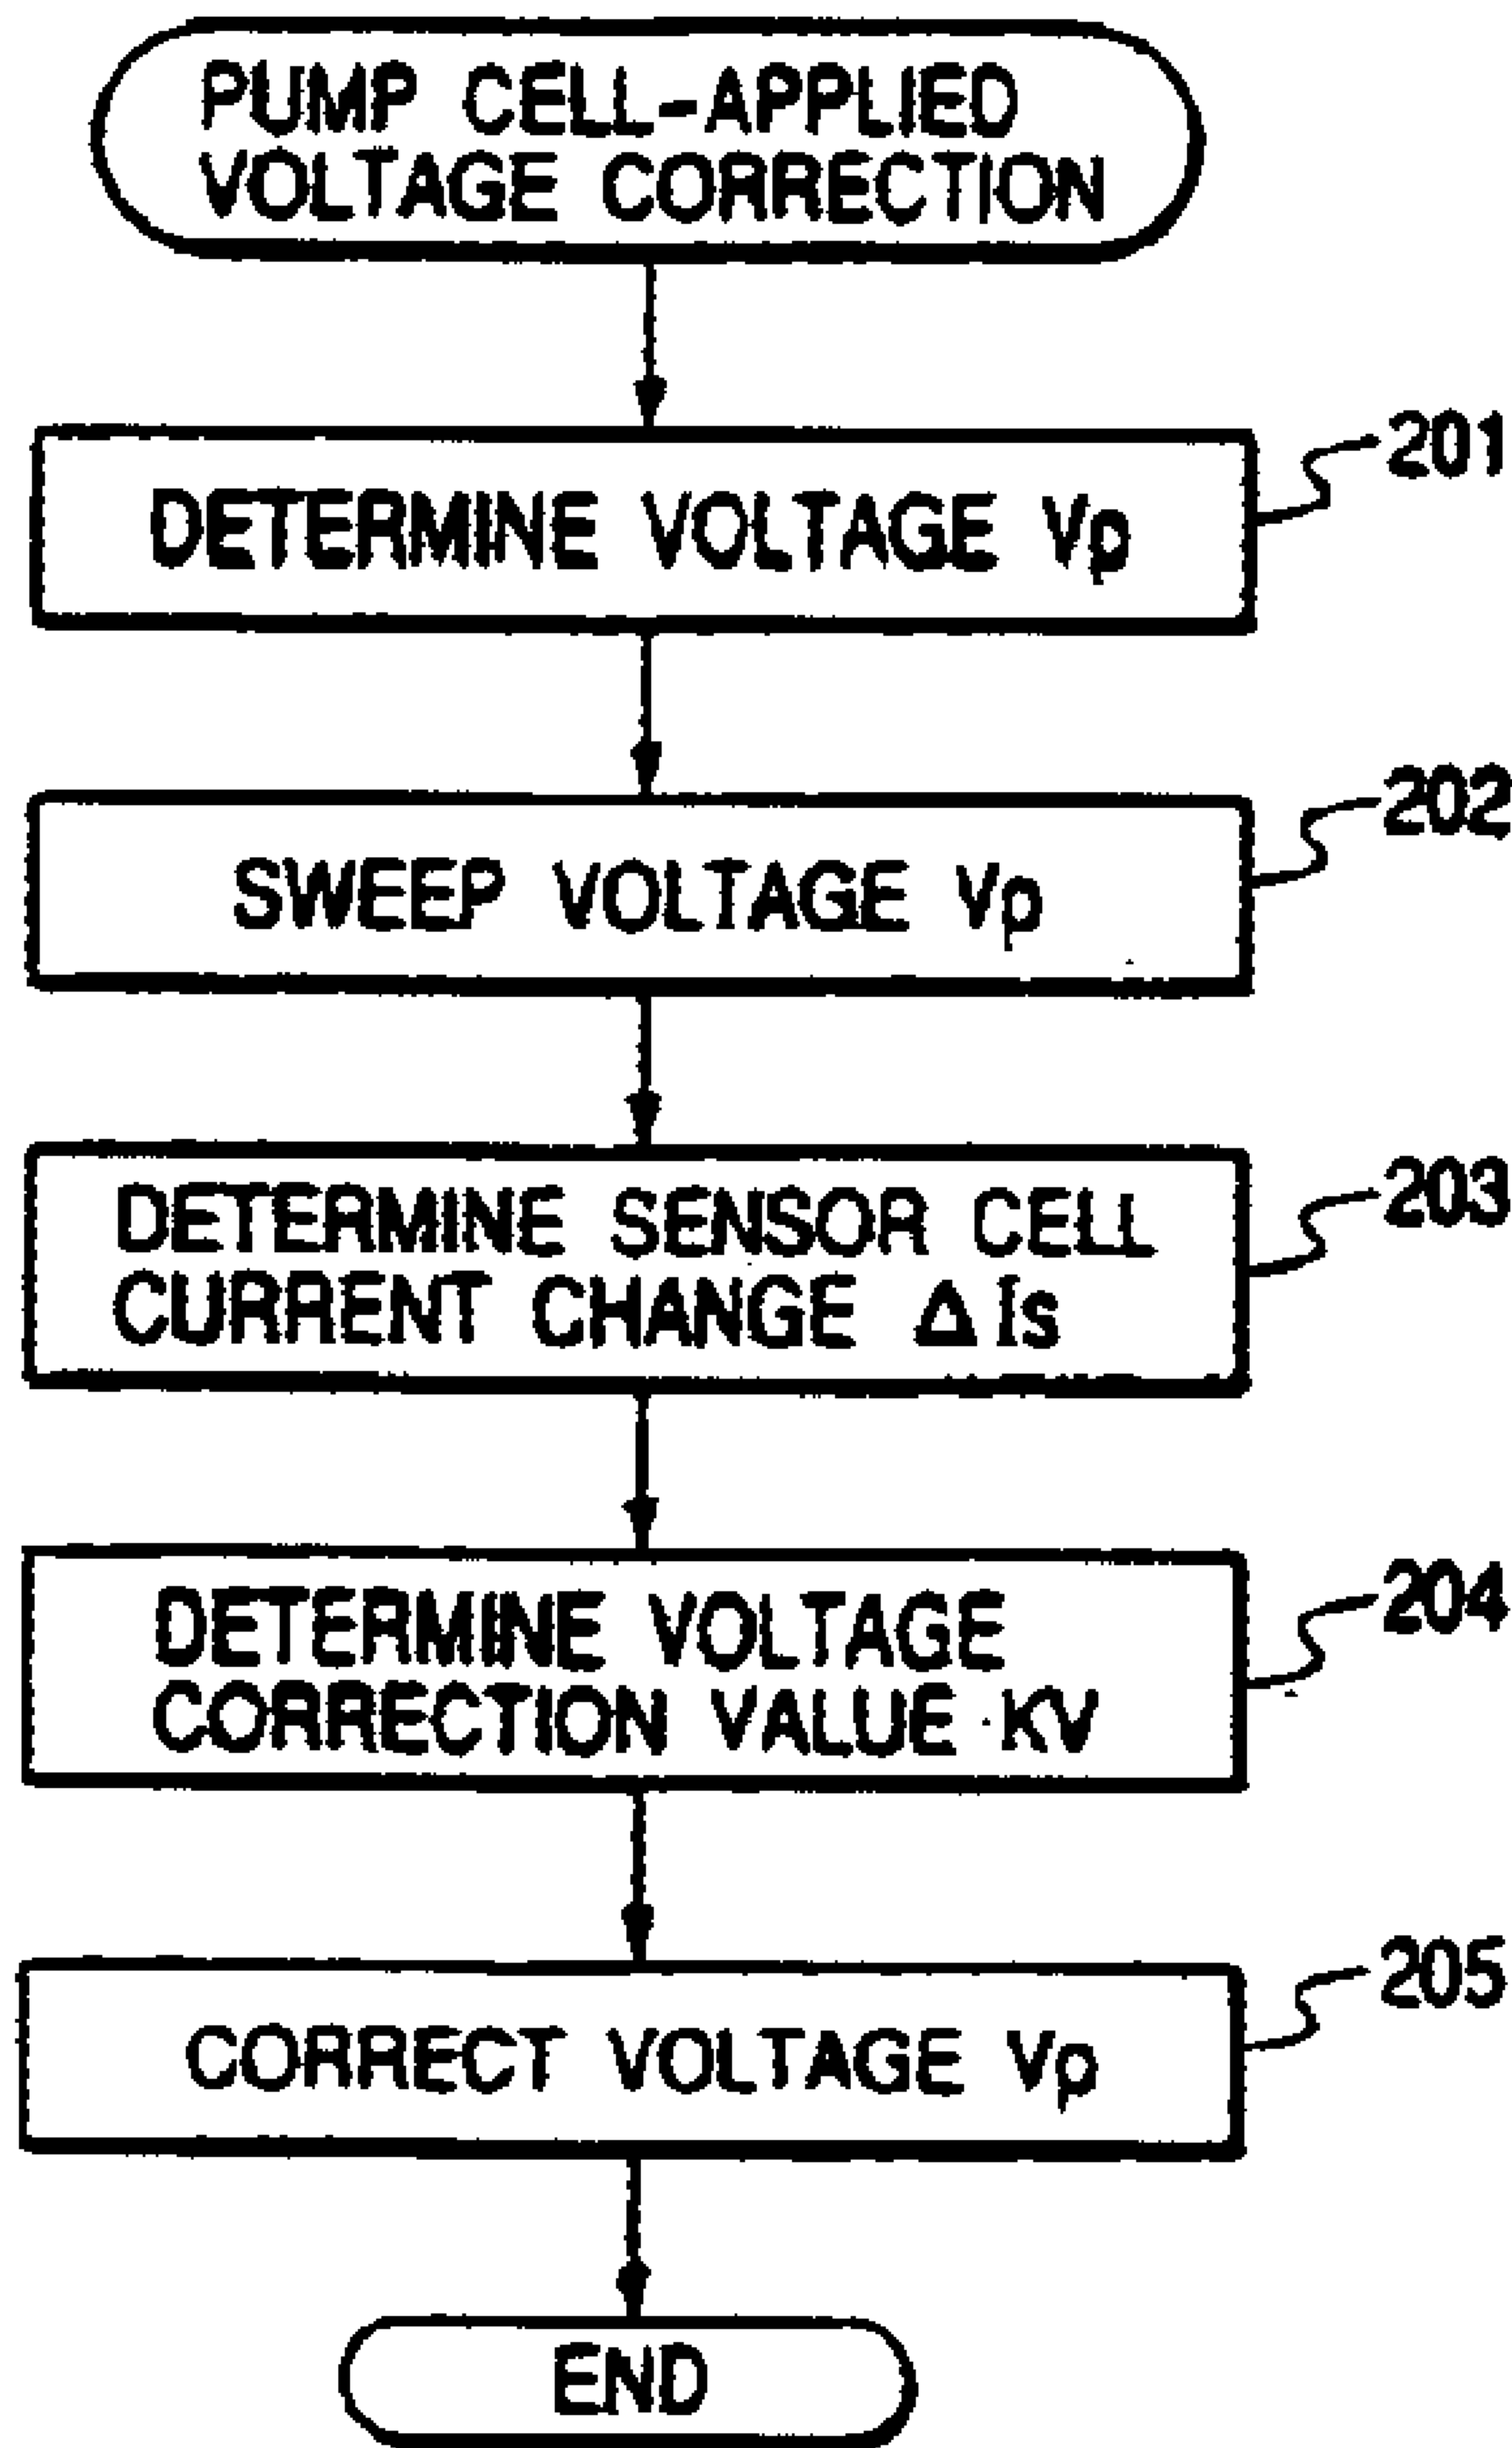 PUMP CELL-APPLIED
VOLTAGE CORRECTION
201
DETERMINE VOLTAGE Vp
202
SWEEP VOLTAGE Vp
203
DETERMINE SENSOR CELL
CURRENT CHANGE Δ Is
204
DETERMINE VOLTAGE
CORRECTION VALUE KV
205
CORRECT VOLTAGE Vp
END